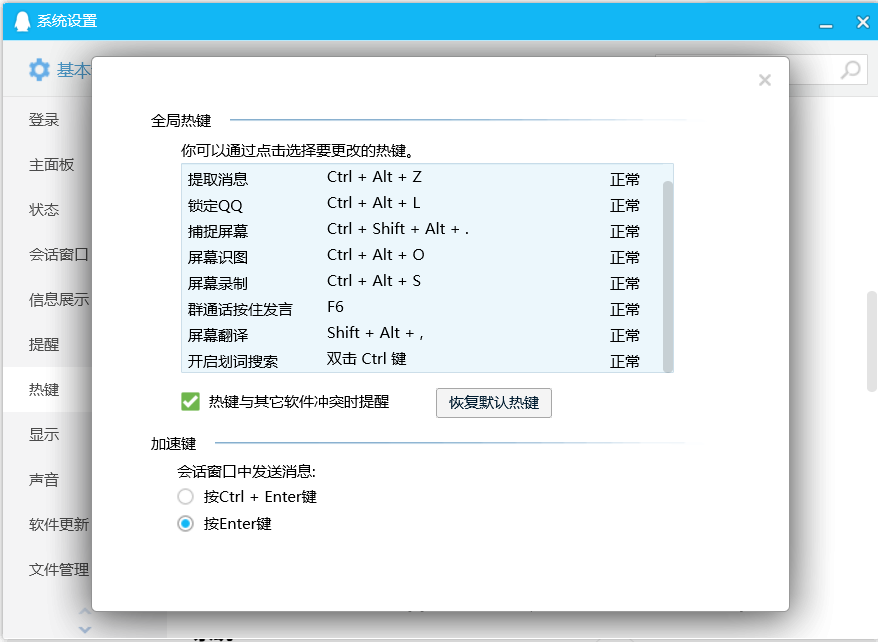 系统设置
基本
登录
主面板
状态
会话窗口
信息展示
提醒
热键
显示
声音
软件更新
文件管理
全局热键
你可以通过点击选择要更改的热键。
提取消息 Ctrl + Alt + Z 正常
锁定QQ Ctrl + Alt + L 正常
捕捉屏幕 Ctrl + Shift + Alt + . 正常
屏幕识图 Ctrl + Alt + O 正常
屏幕录制 Ctrl + Alt + S 正常
群通话按住发言 F6 正常
屏幕翻译 Shift + Alt + , 正常
开启划词搜索 双击 Ctrl 键 正常
热键与其它软件冲突时提醒 恢复默认热键
加速键
会话窗口中发送消息:
按Ctrl + Enter键
按Enter键